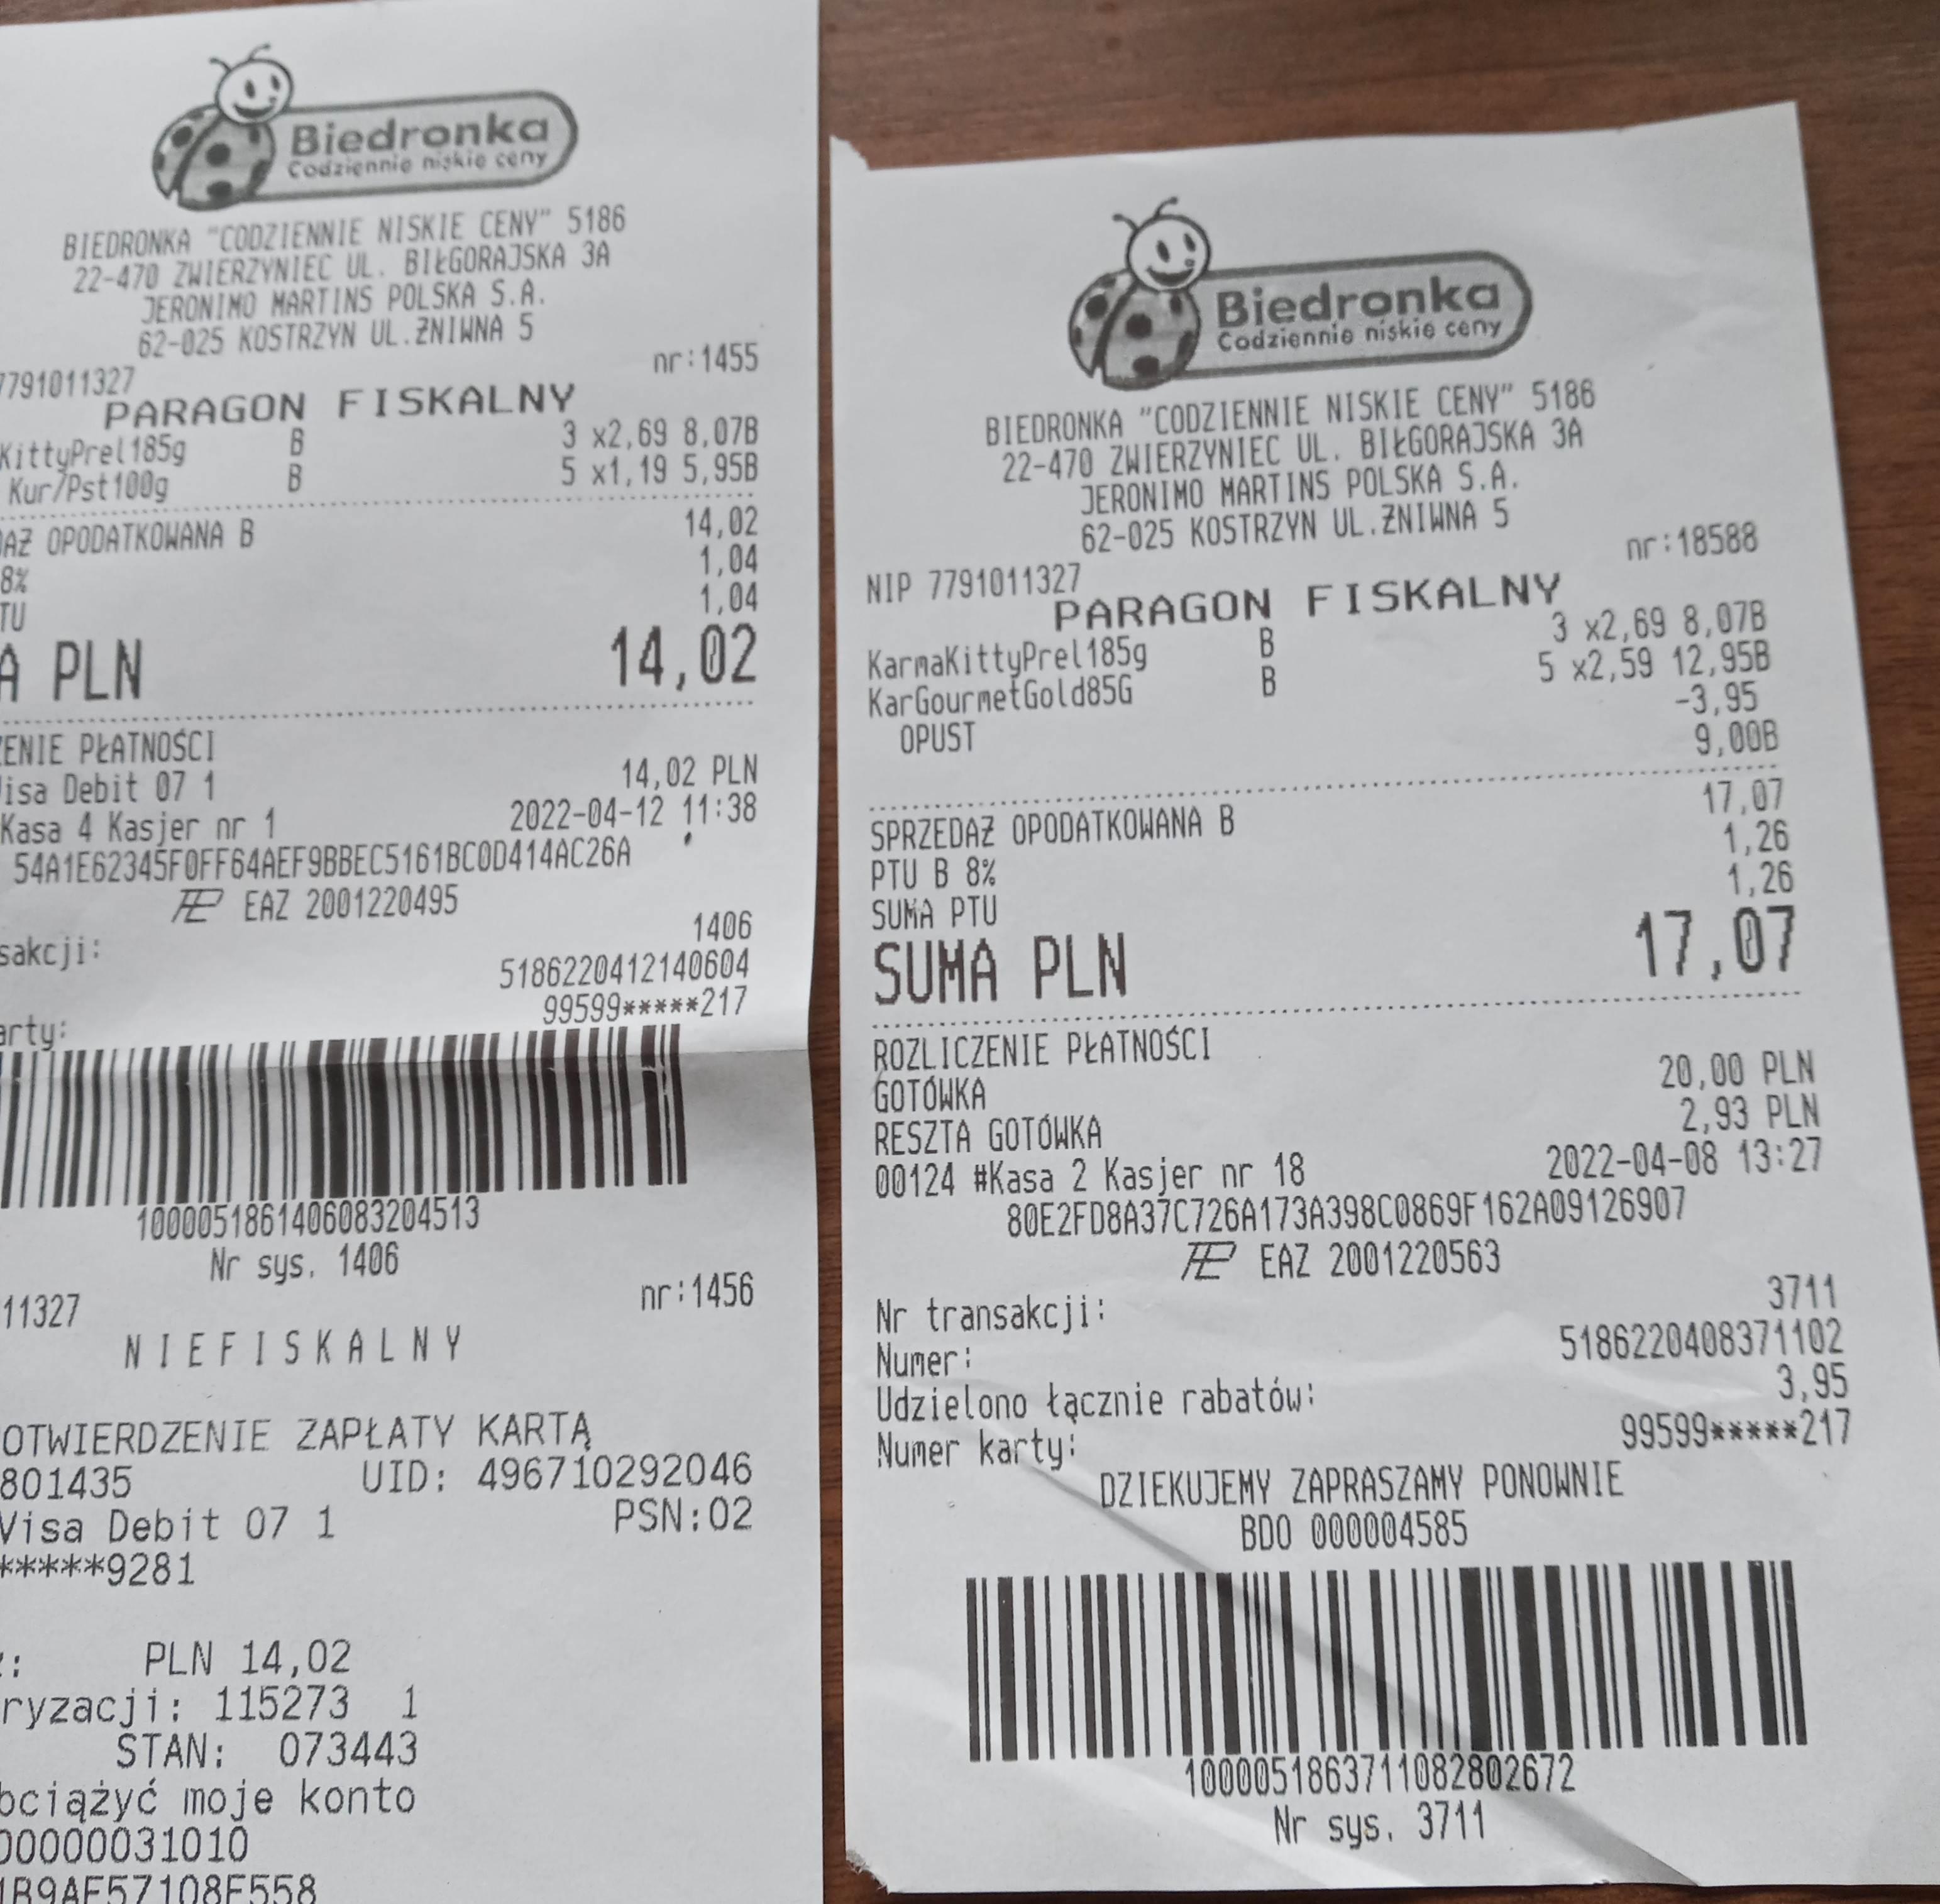 Biedronka
Codziennie niskie ceny
BIEDRONKA "CODZIENNIE NISKIE CENY" 5186
22-470 ZWIERZYNIEC UL. BIŁGORAJSKA 3A
JERONIMO MARTINS POLSKA S.A.
62-025 KOSTRZYN UL.ŻNIWNA 5
7791011327 nr:1455
PARAGON FISKALNY
KittyPrel185g B 3 x2,69 8,07B
Kur/Pst100g B 5 x1,19 5,95B
AŻ OPODATKOWANA B 14,02
8% 1,04
TU 1,04
A PLN 14,02
ZENIE PŁATNOŚCI
isa Debit 07 1 14,02 PLN
Kasa 4 Kasjer nr 1 2022-04-12 11:38
54A1E62345F0FF64AEF9BBEC5161BC0D414AC26A
EAZ 2001220495
sakcji: 1406
5186220412140604
arty: 99599*****217
1000051861406083204513
Nr sys. 1406
11327 nr:1456
NIEFISKALNY
OTWIERDZENIE ZAPŁATY KARTĄ
801435 UID: 496710292046
Visa Debit 07 1 PSN:02
*****9281
: PLN 14,02
ryzacji: 115273 1
STAN: 073443
bciążyć moje konto
00000031010
1B9AE57108F558
Biedronka
Codziennie niskie ceny
BIEDRONKA "CODZIENNIE NISKIE CENY" 5186
22-470 ZWIERZYNIEC UL. BIŁGORAJSKA 3A
JERONIMO MARTINS POLSKA S.A.
62-025 KOSTRZYN UL.ŻNIWNA 5
NIP 7791011327 nr:18588
PARAGON FISKALNY
KarmaKittyPrel185g B 3 x2,69 8,07B
KarGourmetGold85G B 5 x2,59 12,95B
OPUST -3,95
9,00B
SPRZEDAŻ OPODATKOWANA B 17,07
PTU B 8% 1,26
SUMA PTU 1,26
SUMA PLN 17,07
ROZLICZENIE PŁATNOŚCI
GOTÓWKA 20,00 PLN
RESZTA GOTÓWKA 2,93 PLN
00124 #Kasa 2 Kasjer nr 18 2022-04-08 13:27
80E2FD8A37C726A173A398C0869F162A09126907
EAZ 2001220563
Nr transakcji: 3711
Numer: 5186220408371102
Udzielono łącznie rabatów: 3,95
Numer karty: 99599*****217
DZIEKUJEMY ZAPRASZAMY PONOWNIE
BDO 000004585
1000051863711082802672
Nr sys. 3711